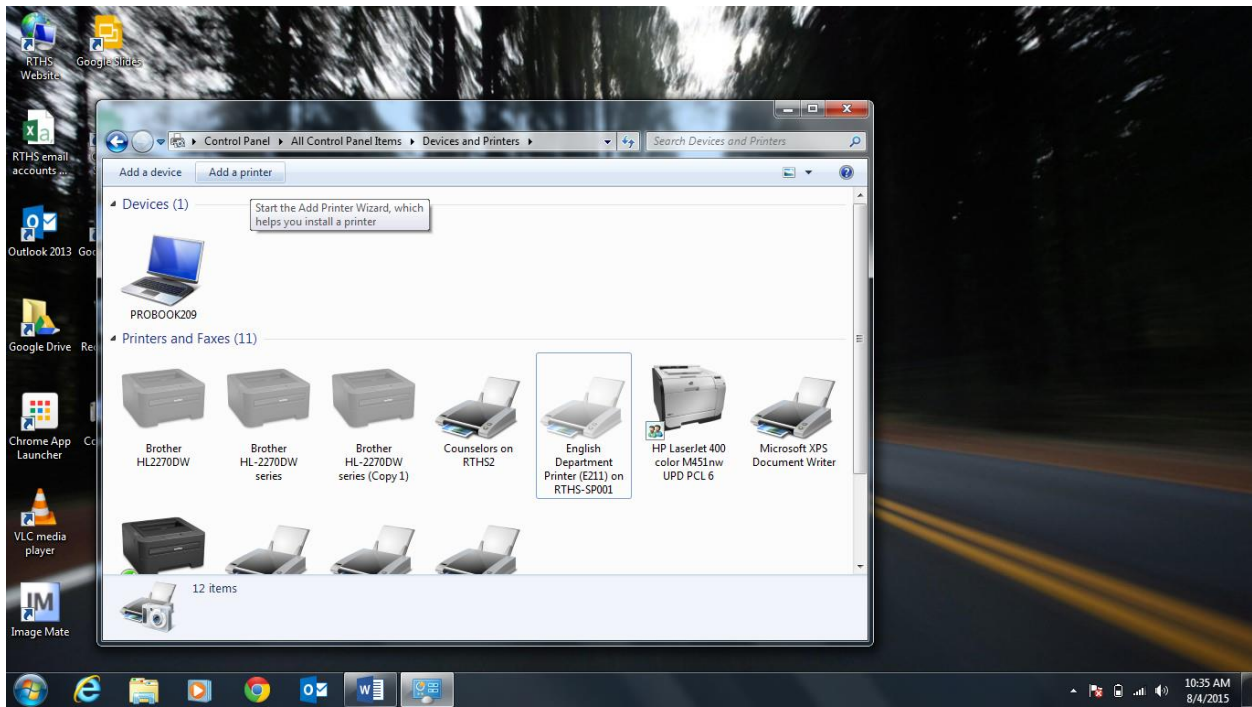 RTHS
Website
Google Slides
RTHS email
accounts ...
Outlook 2013
Goo
Google Drive
Re
Chrome App
Launcher
Co
VLC media
player
Image Mate
Control Panel ▸ All Control Panel Items ▸ Devices and Printers ▸
Search Devices and Printers
Add a device
Add a printer
Start the Add Printer Wizard, which
helps you install a printer
Devices (1)
PROBOOK209
Printers and Faxes (11)
Brother
HL2270DW
Brother
HL-2270DW
series
Brother
HL-2270DW
series (Copy 1)
Counselors on
RTHS2
English
Department
Printer (E211) on
RTHS-SP001
HP LaserJet 400
color M451nw
UPD PCL 6
Microsoft XPS
Document Writer
12 items
10:35 AM
8/4/2015